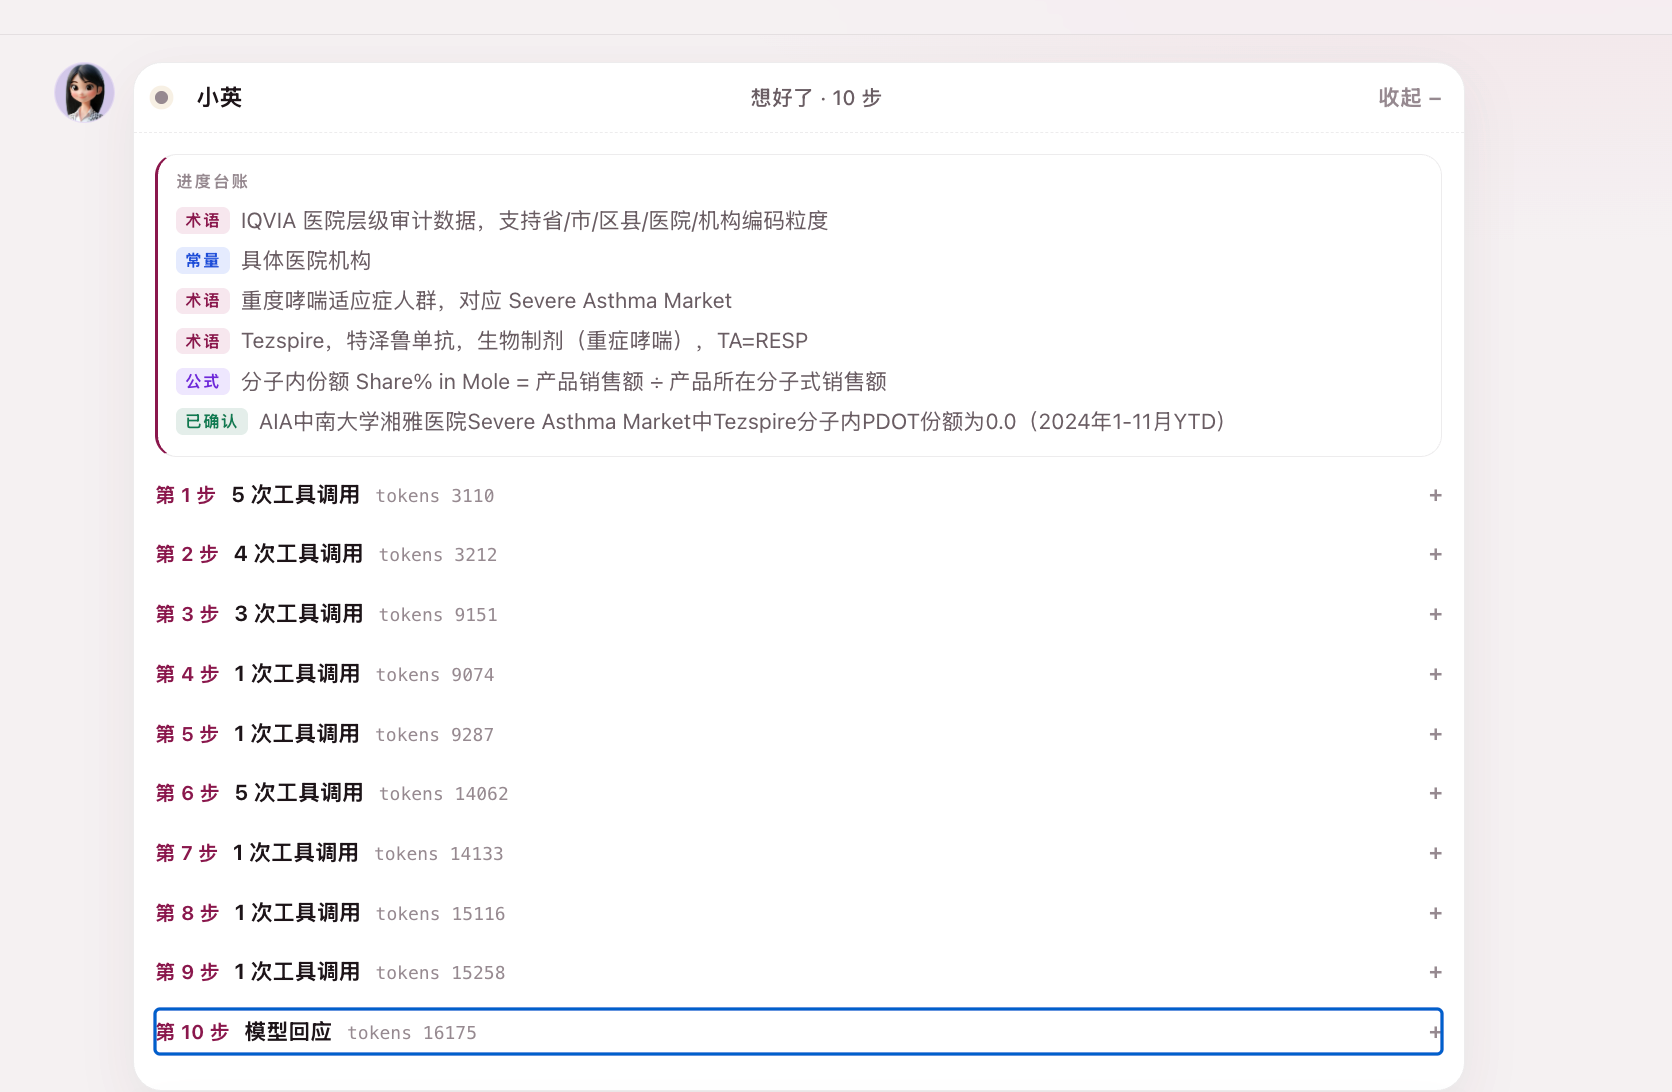 小英 想好了 · 10 步 收起 –
进度台账
术语 IQVIA 医院层级审计数据，支持省/市/区县/医院/机构编码粒度
常量 具体医院机构
术语 重度哮喘适应症人群，对应 Severe Asthma Market
术语 Tezspire，特泽鲁单抗，生物制剂（重症哮喘），TA=RESP
公式 分子内份额 Share% in Mole = 产品销售额 ÷ 产品所在分子式销售额
已确认 AIA中南大学湘雅医院Severe Asthma Market中Tezspire分子内PDOT份额为0.0（2024年1-11月YTD）
第 1 步 5 次工具调用 tokens 3110 +
第 2 步 4 次工具调用 tokens 3212 +
第 3 步 3 次工具调用 tokens 9151 +
第 4 步 1 次工具调用 tokens 9074 +
第 5 步 1 次工具调用 tokens 9287 +
第 6 步 5 次工具调用 tokens 14062 +
第 7 步 1 次工具调用 tokens 14133 +
第 8 步 1 次工具调用 tokens 15116 +
第 9 步 1 次工具调用 tokens 15258 +
第 10 步 模型回应 tokens 16175 +